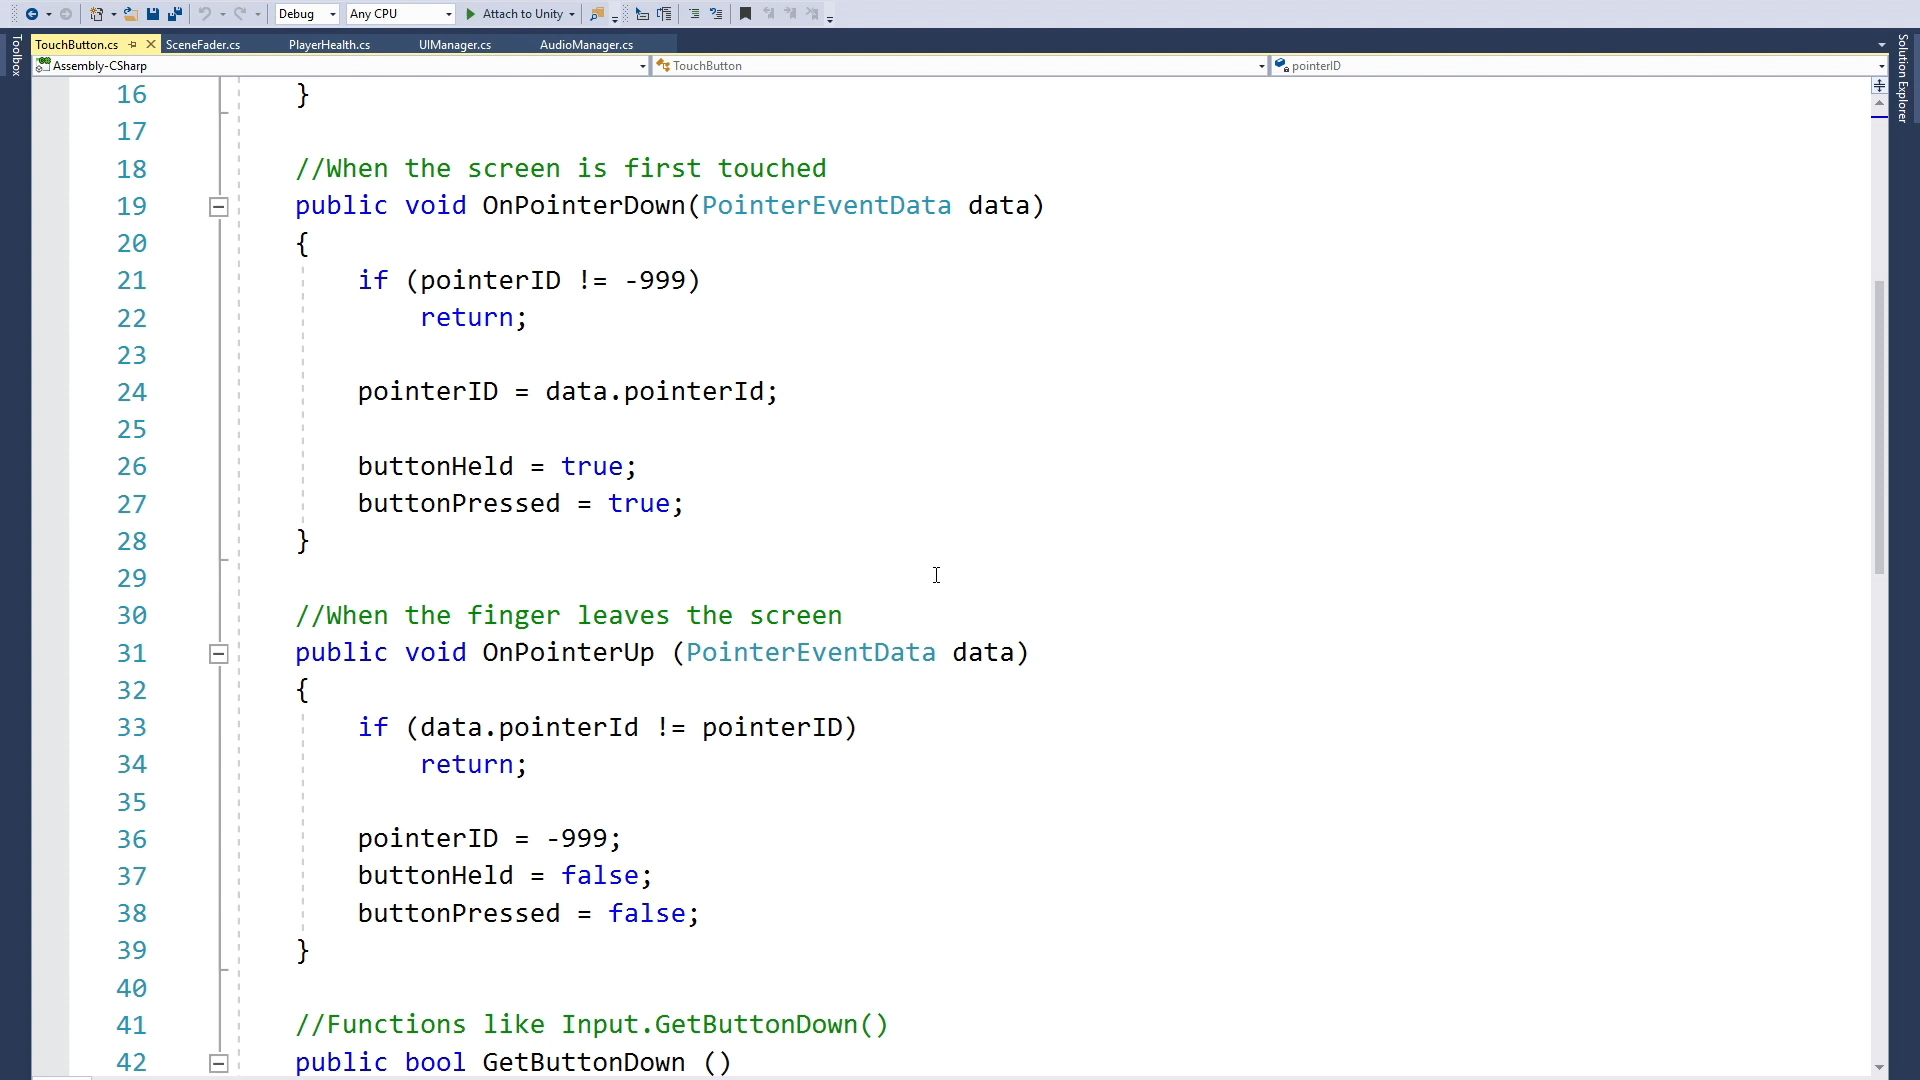 Debug
Any CPU
Attach to Unity
Toolbox
TouchButton.cs
SceneFader.cs
PlayerHealth.cs
UIManager.cs
AudioManager.cs
Solution Explorer
Assembly-CSharp
TouchButton
pointerID
16 }
17
18 //When the screen is first touched
19 public void OnPointerDown(PointerEventData data)
20 {
21 if (pointerID != -999)
22 return;
23
24 pointerID = data.pointerId;
25
26 buttonHeld = true;
27 buttonPressed = true;
28 }
29
30 //When the finger leaves the screen
31 public void OnPointerUp (PointerEventData data)
32 {
33 if (data.pointerId != pointerID)
34 return;
35
36 pointerID = -999;
37 buttonHeld = false;
38 buttonPressed = false;
39 }
40
41 //Functions like Input.GetButtonDown()
42 public bool GetButtonDown ()